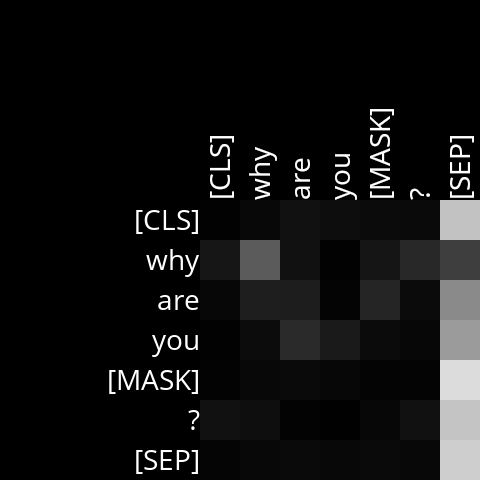 [CLS] why are you [MASK] ? [SEP]
[CLS]
why
are
you
[MASK]
?
[SEP]